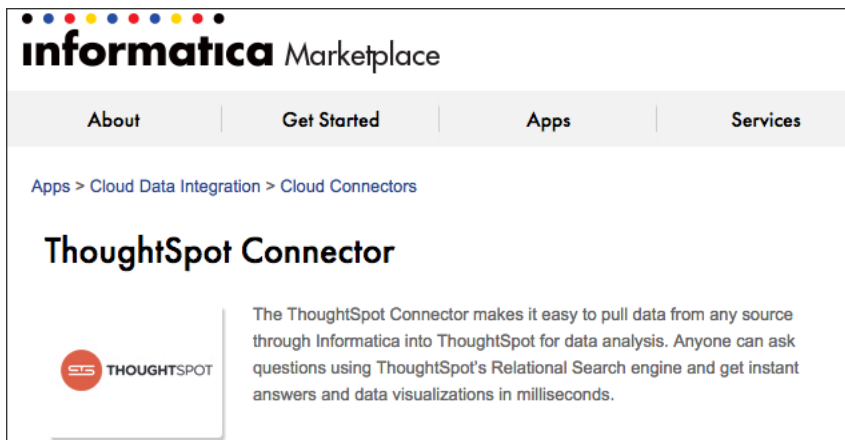 informatica Marketplace
About Get Started Apps Services
Apps > Cloud Data Integration > Cloud Connectors
ThoughtSpot Connector
The ThoughtSpot Connector makes it easy to pull data from any source
through Informatica into ThoughtSpot for data analysis. Anyone can ask
questions using ThoughtSpot's Relational Search engine and get instant
answers and data visualizations in milliseconds.
THOUGHTSPOT